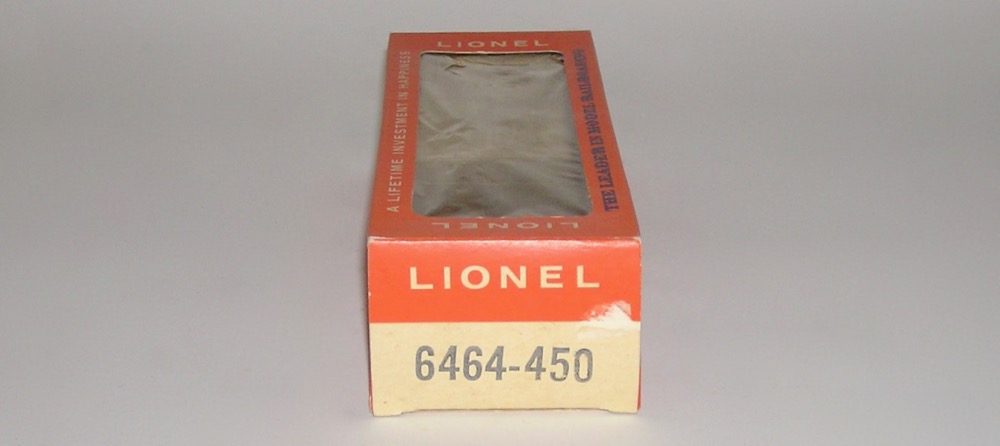 LIONEL
A LIFETIME INVESTMENT IN HAPPINESS
THE LEADER IN MODEL RAILROADING
LIONEL
LIONEL
6464-450